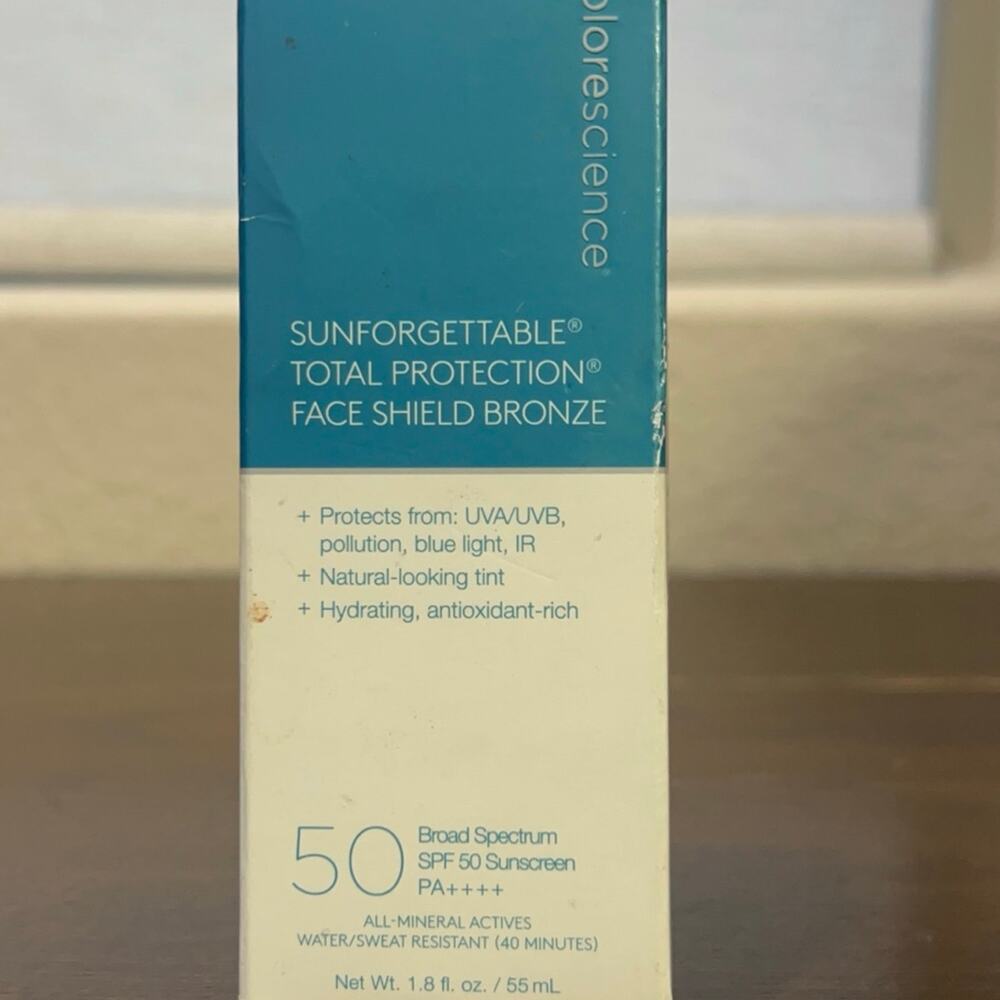 olorescience
SUNFORGETTABLE®
TOTAL PROTECTION®
FACE SHIELD BRONZE
+ Protects from: UVA/UVB,
pollution, blue light, IR
+ Natural-looking tint
+ Hydrating, antioxidant-rich
50
Broad Spectrum
SPF 50 Sunscreen
PA++++
ALL-MINERAL ACTIVES
WATER/SWEAT RESISTANT (40 MINUTES)
Net Wt. 1.8 fl. oz. / 55 mL